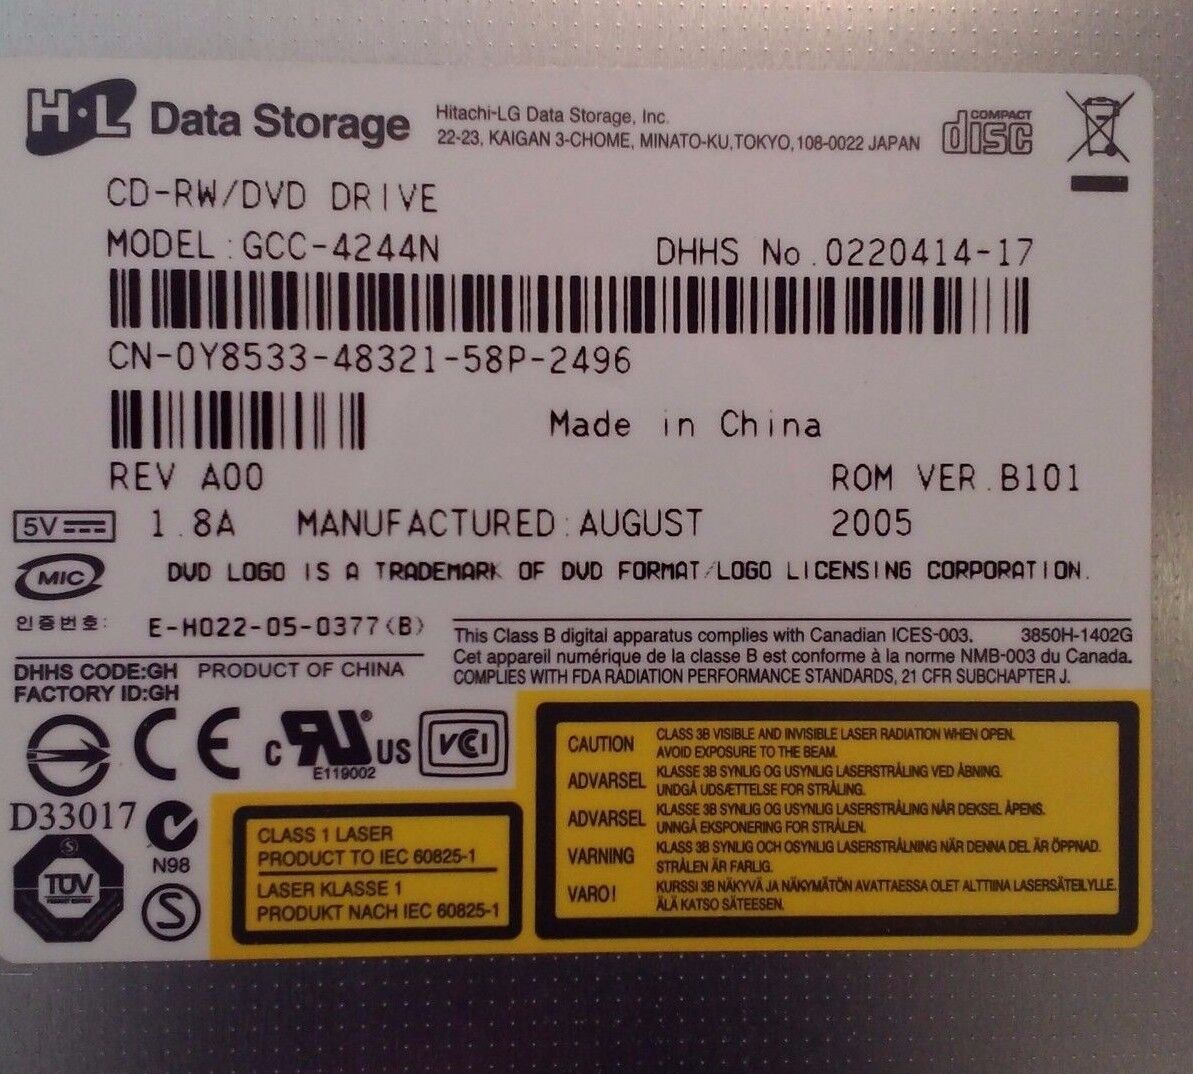 H·L Data Storage
Hitachi-LG Data Storage, Inc.
22-23, KAIGAN 3-CHOME, MINATO-KU,TOKYO,108-0022 JAPAN
COMPACT
disc
CD-RW/DVD DRIVE
MODEL:GCC-4244N DHHS No.0220414-17
CN-0Y8533-48321-58P-2496
Made in China
REV A00 ROM VER.B101
5V 1.8A MANUFACTURED:AUGUST 2005
MIC DVD LOGO IS A TRADEMARK OF DVD FORMAT/LOGO LICENSING CORPORATION.
인증번호: E-H022-05-0377(B)
This Class B digital apparatus complies with Canadian ICES-003. 3850H-1402G
Cet appareil numérique de la classe B est conforme à la norme NMB-003 du Canada.
COMPLIES WITH FDA RADIATION PERFORMANCE STANDARDS, 21 CFR SUBCHAPTER J.
DHHS CODE:GH PRODUCT OF CHINA
FACTORY ID:GH
CE c UL® US VCI
E119002
D33017
N98
TÜV
S
CLASS 1 LASER
PRODUCT TO IEC 60825-1
LASER KLASSE 1
PRODUKT NACH IEC 60825-1
CAUTION CLASS 3B VISIBLE AND INVISIBLE LASER RADIATION WHEN OPEN.
AVOID EXPOSURE TO THE BEAM.
ADVARSEL KLASSE 3B SYNLIG OG USYNLIG LASERSTRÅLING VED ÅBNING.
UNDGÅ UDSÆTTELSE FOR STRÅLING.
ADVARSEL KLASSE 3B SYNLIG OG USYNLIG LASERSTRÅLING NÅR DEKSEL ÅPENS.
UNNGÅ EKSPONERING FOR STRÅLEN.
VARNING KLASS 3B SYNLIG OCH OSYNLIG LASERSTRÅLNING NÄR DENNA DEL ÄR ÖPPNAD.
STRÅLEN ÄR FARLIG.
VARO! KURSSI 3B NÄKYVÄ JA NÄKYMÄTÖN AVATTAESSA OLET ALTTIINA LASERSÄTEILYLLE.
ÄLÄ KATSO SÄTEESEN.